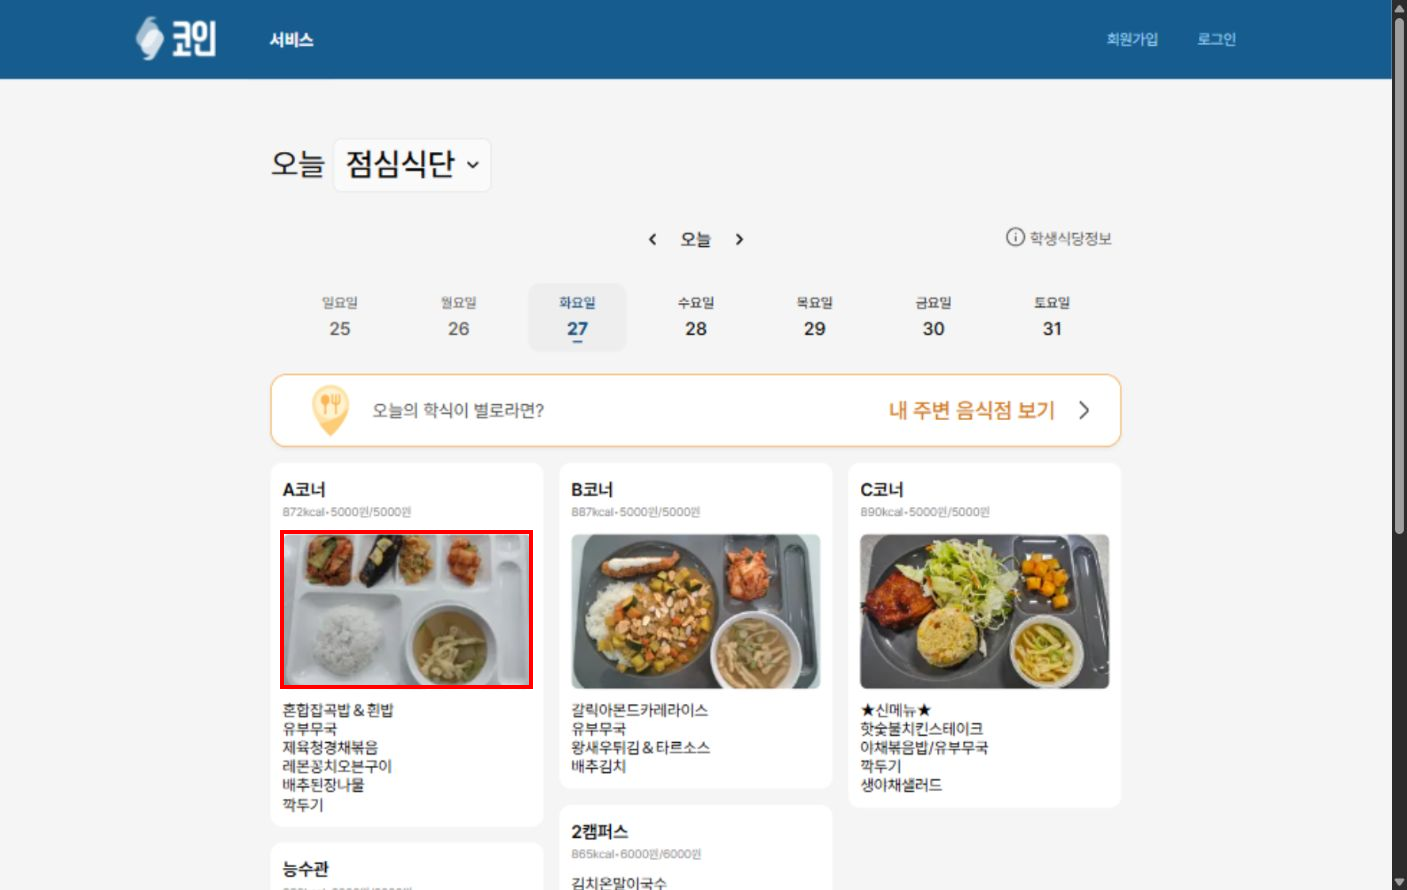 코인
서비스
회원가입
로그인
오늘 점심식단
오늘
학생식당정보
일요일 월요일 화요일 수요일 목요일 금요일 토요일
25 26 27 28 29 30 31
오늘의 학식이 별로라면?
내 주변 음식점 보기
A코너
872kcal•5000원/5000원
혼합잡곡밥&흰밥
유부무국
제육청경채볶음
레몬꽁치오븐구이
배추된장나물
깍두기
B코너
887kcal•5000원/5000원
갈릭아몬드카레라이스
유부무국
왕새우튀김&타르소스
배추김치
C코너
890kcal•5000원/5000원
★신메뉴★
핫숯불치킨스테이크
야채볶음밥/유부무국
깍두기
생야채샐러드
능수관
2캠퍼스
865kcal•6000원/6000원
김치온말이국수